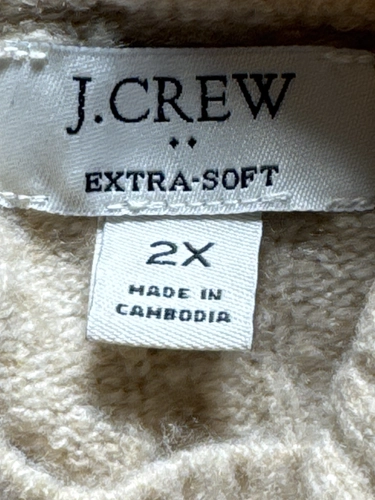 J.CREW
EXTRA-SOFT
2X
MADE IN
CAMBODIA